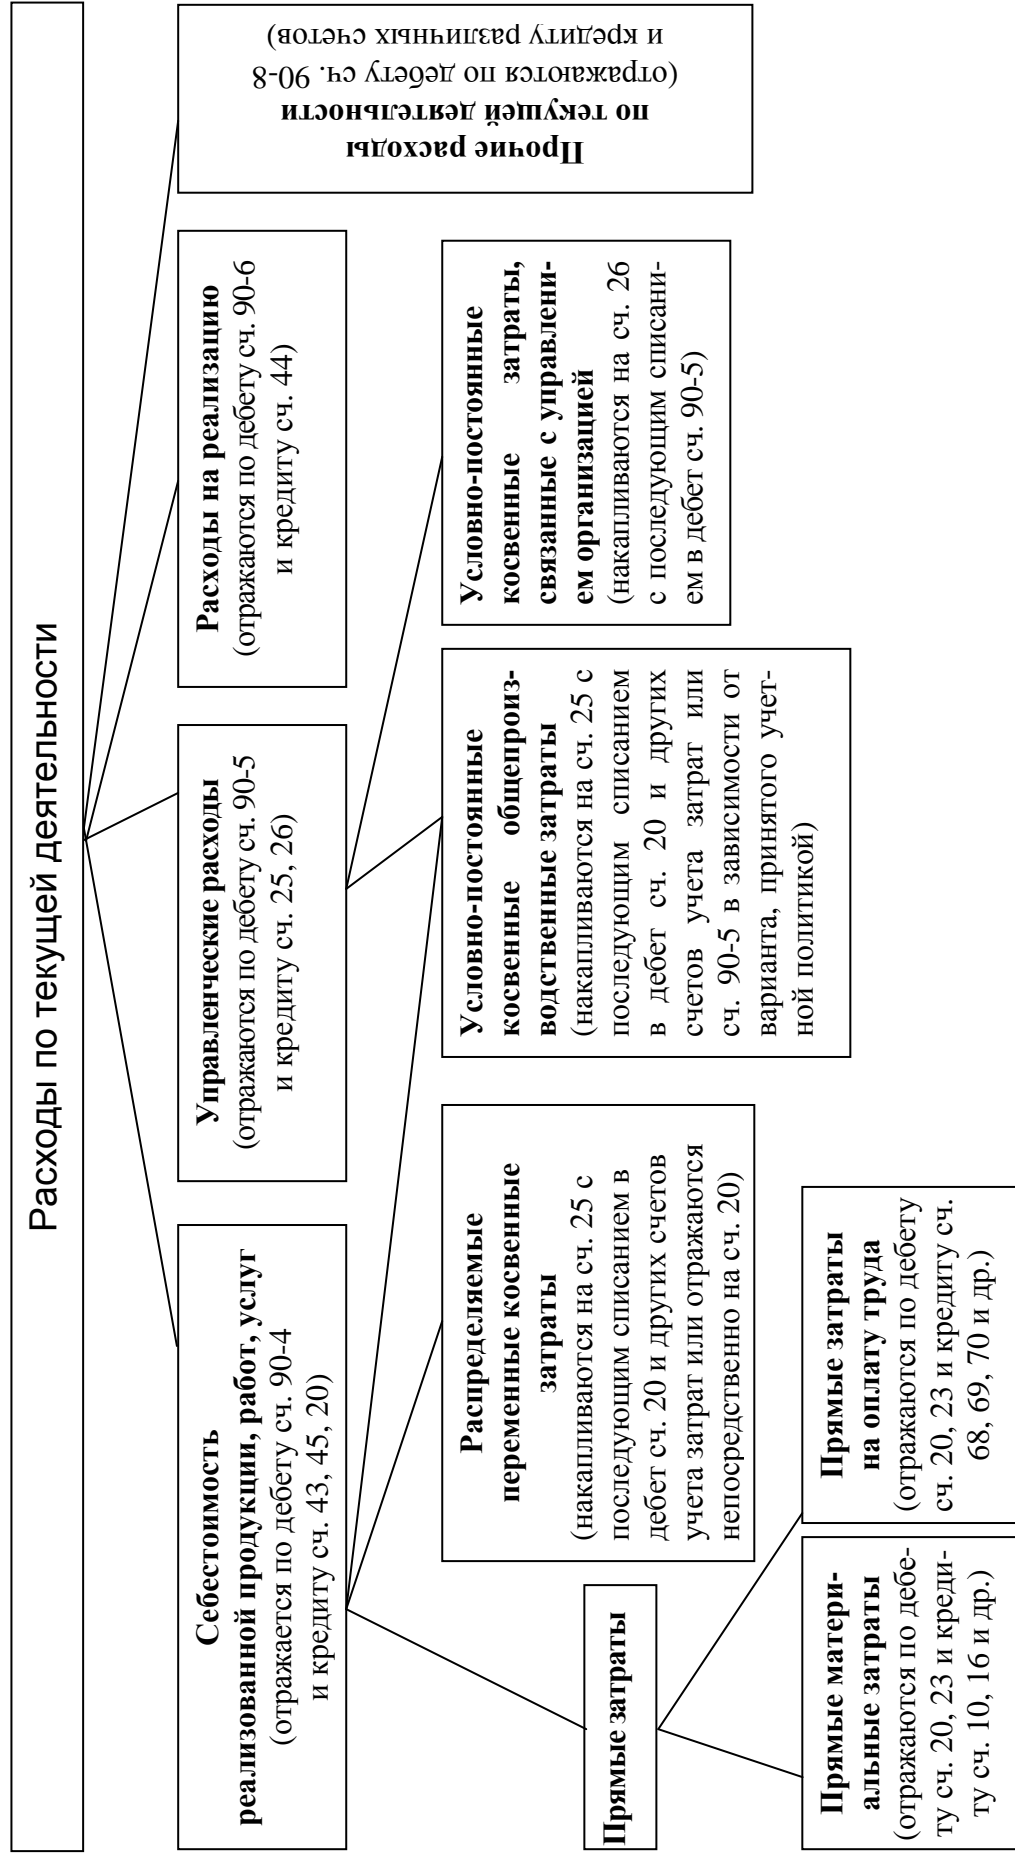 Расходы по текущей деятельности
Себестоимость
реализованной продукции, работ, услуг
(отражается по дебету сч. 90-4
и кредиту сч. 43, 45, 20)
Управленческие расходы
(отражаются по дебету сч. 90-5
и кредиту сч. 25, 26)
Расходы на реализацию
(отражаются по дебету сч. 90-6
и кредиту сч. 44)
Прочие расходы
по текущей деятельности
(отражаются по дебету сч. 90-8
и кредиту различных счетов)
Прямые затраты
Распределяемые
переменные косвенные
затраты
(накапливаются на сч. 25 с
последующим списанием в
дебет сч. 20 и других счетов
учета затрат или отражаются
непосредственно на сч. 20)
Условно-постоянные
косвенные общепроиз-
водственные затраты
(накапливаются на сч. 25 с
последующим списанием
в дебет сч. 20 и других
счетов учета затрат или
сч. 90-5 в зависимости от
варианта, принятого учет-
ной политикой)
Условно-постоянные
косвенные затраты,
связанные с управлени-
ем организацией
(накапливаются на сч. 26
с последующим списани-
ем в дебет сч. 90-5)
Прямые матери-
альные затраты
(отражаются по дебе-
ту сч. 20, 23 и креди-
ту сч. 10, 16 и др.)
Прямые затраты
на оплату труда
(отражаются по дебету
сч. 20, 23 и кредиту сч.
68, 69, 70 и др.)